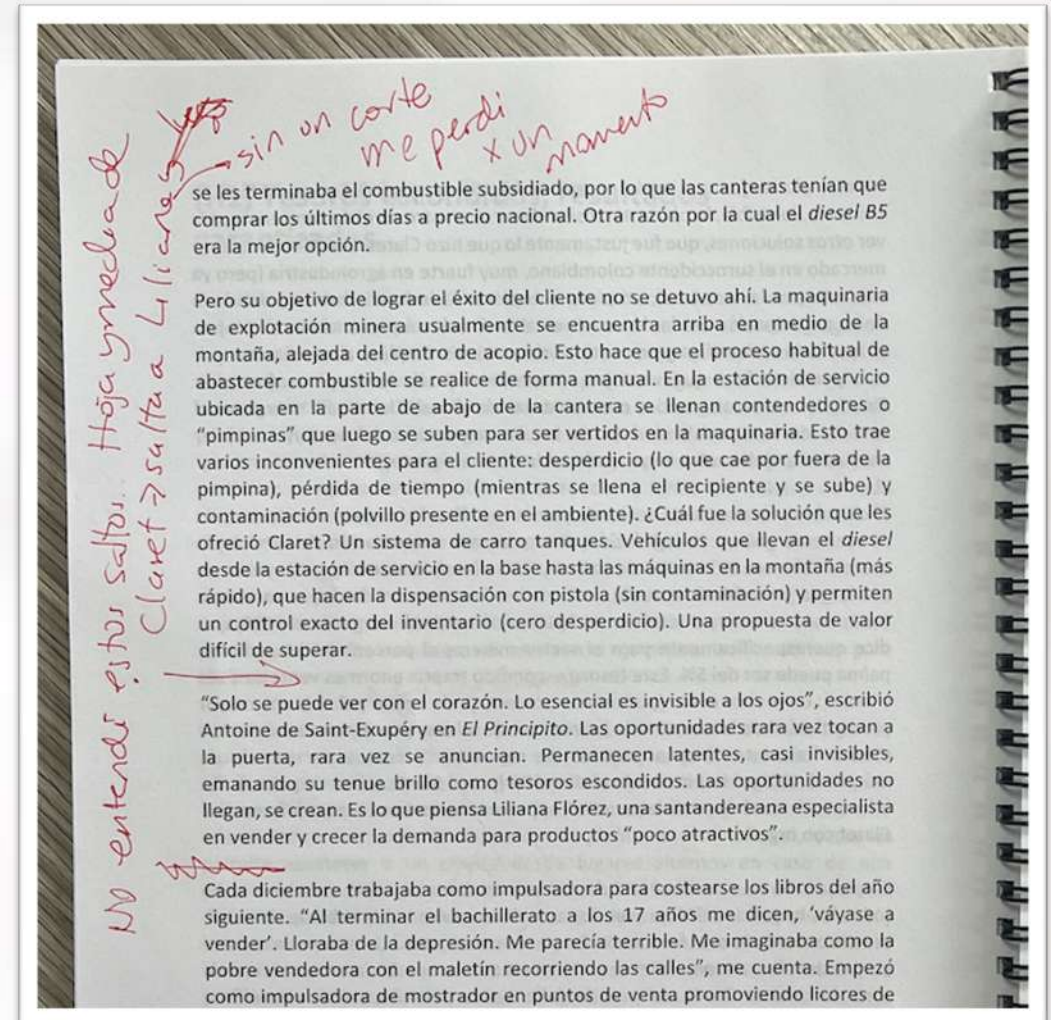 sin un corte
me perdi
x un
momento
No entendí estos saltos.. Hoja y media de
Claret → salta a Liliana
se les terminaba el combustible subsidiado, por lo que las canteras tenían que
comprar los últimos días a precio nacional. Otra razón por la cual el diesel B5
era la mejor opción.
Pero su objetivo de lograr el éxito del cliente no se detuvo ahí. La maquinaria
de explotación minera usualmente se encuentra arriba en medio de la
montaña, alejada del centro de acopio. Esto hace que el proceso habitual de
abastecer combustible se realice de forma manual. En la estación de servicio
ubicada en la parte de abajo de la cantera se llenan contendedores o
“pimpinas” que luego se suben para ser vertidos en la maquinaria. Esto trae
varios inconvenientes para el cliente: desperdicio (lo que cae por fuera de la
pimpina), pérdida de tiempo (mientras se llena el recipiente y se sube) y
contaminación (polvillo presente en el ambiente). ¿Cuál fue la solución que les
ofreció Claret? Un sistema de carro tanques. Vehículos que llevan el diesel
desde la estación de servicio en la base hasta las máquinas en la montaña (más
rápido), que hacen la dispensación con pistola (sin contaminación) y permiten
un control exacto del inventario (cero desperdicio). Una propuesta de valor
difícil de superar.
“Solo se puede ver con el corazón. Lo esencial es invisible a los ojos”, escribió
Antoine de Saint-Exupéry en El Principito. Las oportunidades rara vez tocan a
la puerta, rara vez se anuncian. Permanecen latentes, casi invisibles,
emanando su tenue brillo como tesoros escondidos. Las oportunidades no
llegan, se crean. Es lo que piensa Liliana Flórez, una santandereana especialista
en vender y crecer la demanda para productos “poco atractivos”.
Cada diciembre trabajaba como impulsadora para costearse los libros del año
siguiente. “Al terminar el bachillerato a los 17 años me dicen, ‘váyase a
vender’. Lloraba de la depresión. Me parecía terrible. Me imaginaba como la
pobre vendedora con el maletín recorriendo las calles”, me cuenta. Empezó
como impulsadora de mostrador en puntos de venta promoviendo licores de